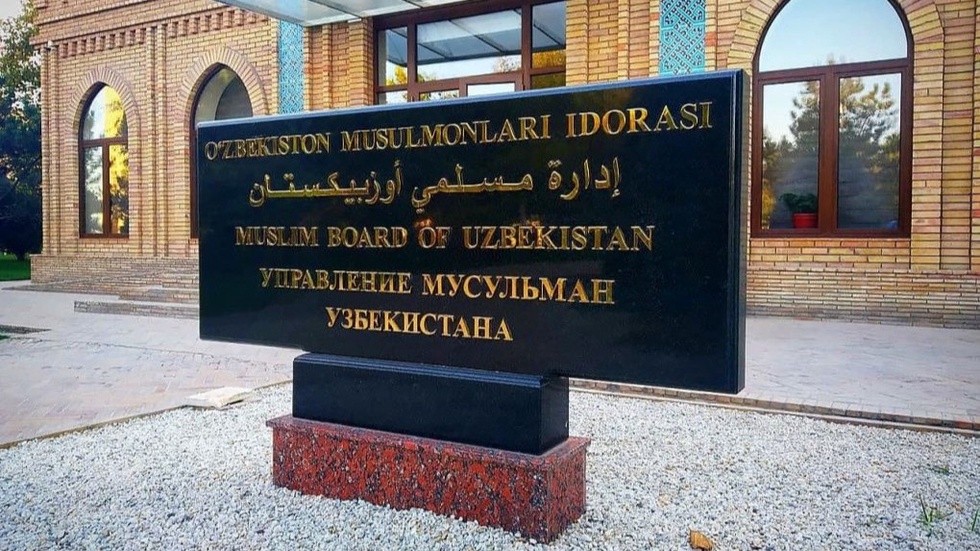 O'ZBEKISTON MUSULMONLARI IDORASI
إدارة مسلمي أوزبيكستان
MUSLIM BOARD OF UZBEKISTAN
УПРАВЛЕНИЕ МУСУЛЬМАН
УЗБЕКИСТАНА